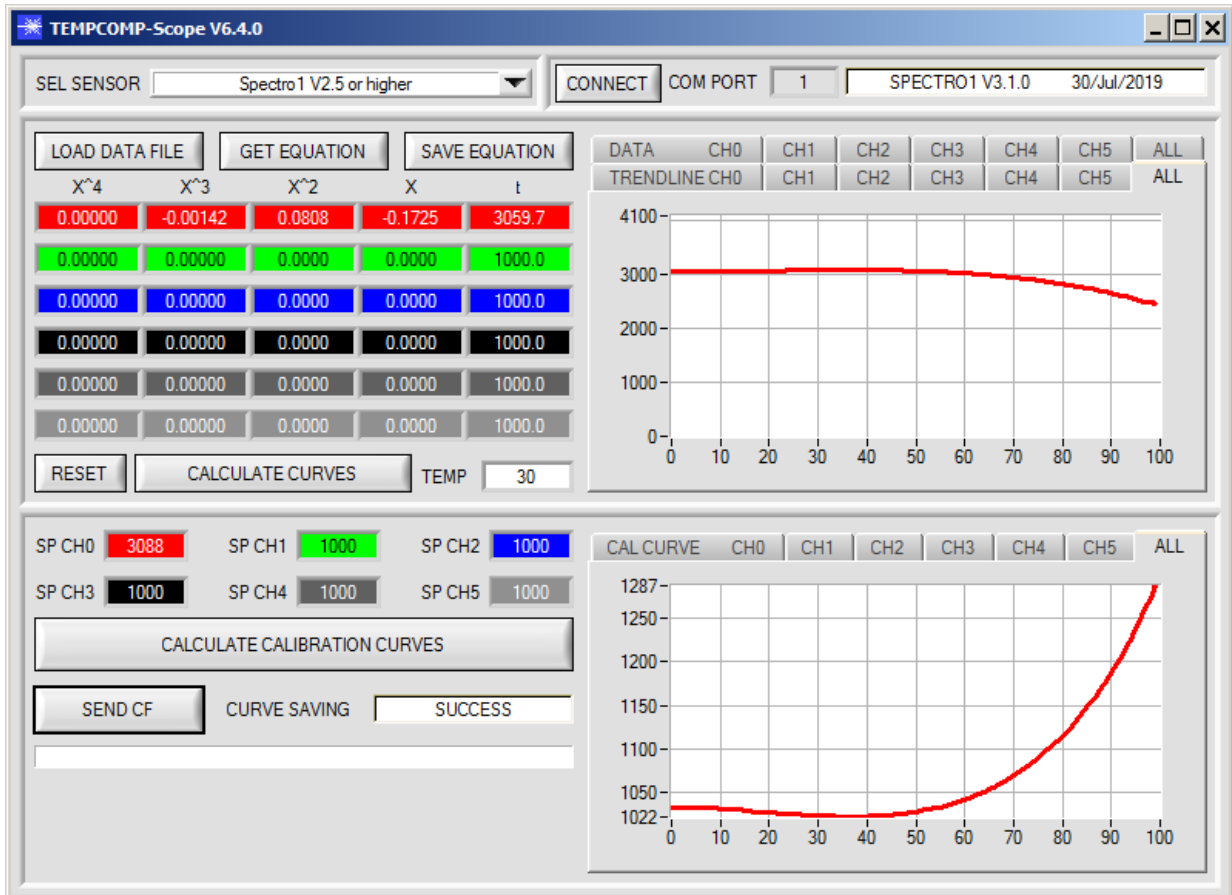 TEMPCOMP-Scope V6.4.0
SEL SENSOR Spectro1 V2.5 or higher
CONNECT COM PORT 1 SPECTRO1 V3.1.0 30/Jul/2019
LOAD DATA FILE GET EQUATION SAVE EQUATION
X^4 X^3 X^2 X t
0.00000 -0.00142 0.0808 -0.1725 3059.7
0.00000 0.00000 0.0000 0.0000 1000.0
0.00000 0.00000 0.0000 0.0000 1000.0
0.00000 0.00000 0.0000 0.0000 1000.0
0.00000 0.00000 0.0000 0.0000 1000.0
0.00000 0.00000 0.0000 0.0000 1000.0
RESET CALCULATE CURVES TEMP 30
DATA CH0 CH1 CH2 CH3 CH4 CH5 ALL
TRENDLINE CH0 CH1 CH2 CH3 CH4 CH5 ALL
4100
3000
2000
1000
0
0 10 20 30 40 50 60 70 80 90 100
SP CH0 3088 SP CH1 1000 SP CH2 1000
SP CH3 1000 SP CH4 1000 SP CH5 1000
CALCULATE CALIBRATION CURVES
SEND CF CURVE SAVING SUCCESS
CAL CURVE CH0 CH1 CH2 CH3 CH4 CH5 ALL
1287
1250
1200
1150
1100
1050
1022
0 10 20 30 40 50 60 70 80 90 100